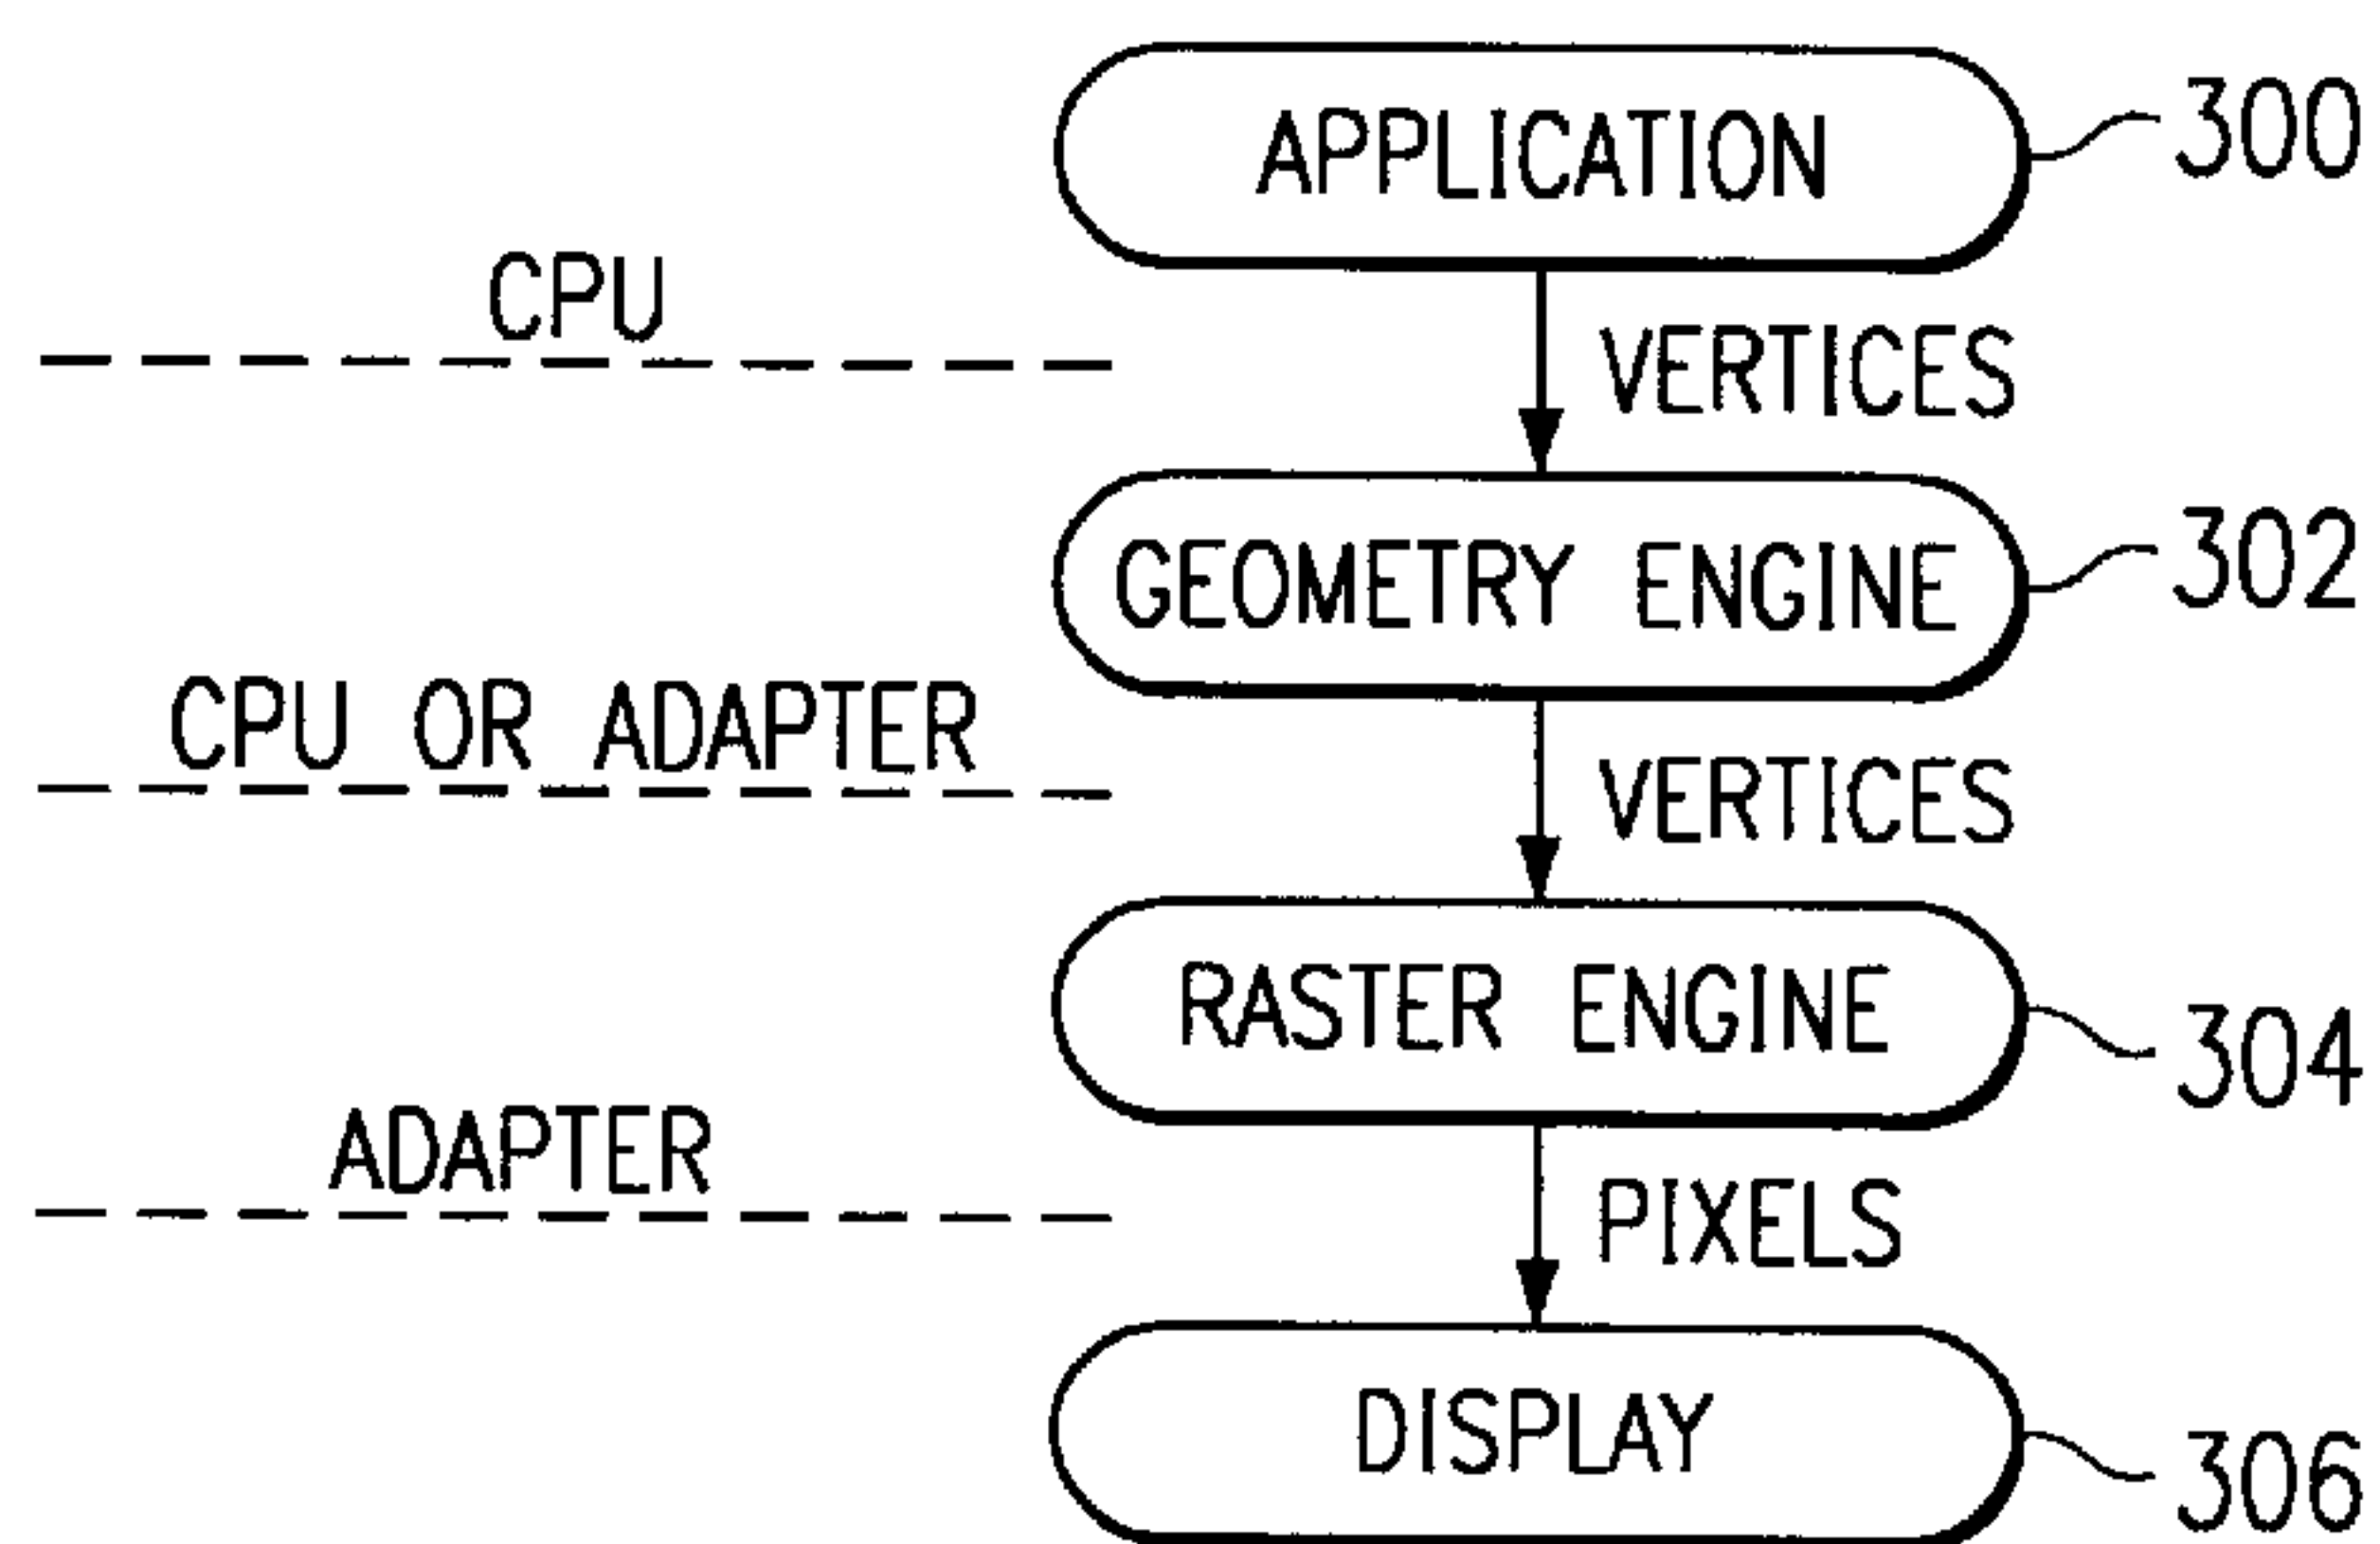 APPLICATION
300
CPU
VERTICES
GEOMETRY ENGINE
302
CPU OR ADAPTER
VERTICES
RASTER ENGINE
304
ADAPTER
PIXELS
DISPLAY
306